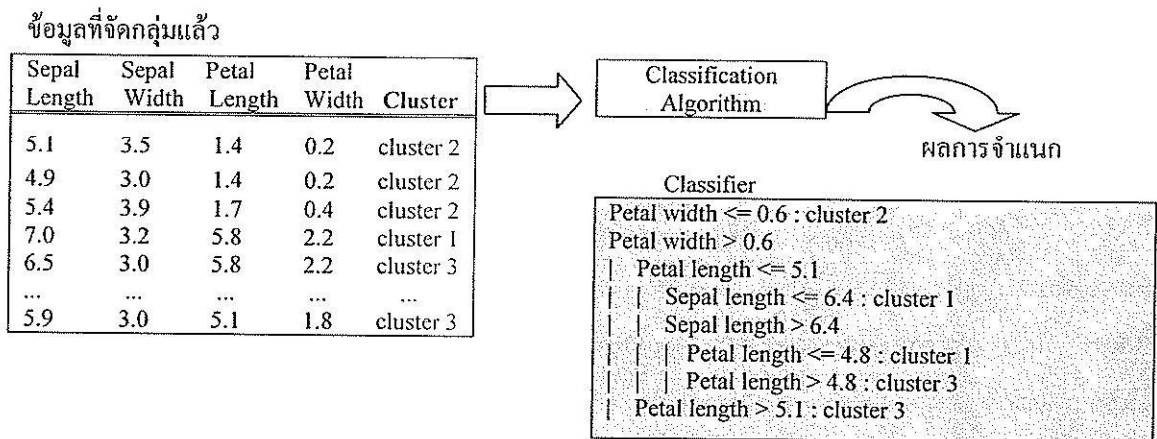 ข้อมูลที่จัดกลุ่มแล้ว
Sepal Sepal Petal Petal
Length Width Length Width Cluster
5.1 3.5 1.4 0.2 cluster 2
4.9 3.0 1.4 0.2 cluster 2
5.4 3.9 1.7 0.4 cluster 2
7.0 3.2 5.8 2.2 cluster 1
6.5 3.0 5.8 2.2 cluster 3
... ... ... ... ...
5.9 3.0 5.1 1.8 cluster 3
Classification
Algorithm
ผลการจำแนก
Classifier
Petal width <= 0.6 : cluster 2
Petal width > 0.6
| Petal length <= 5.1
| | Sepal length <= 6.4 : cluster 1
| | Sepal length > 6.4
| | | Petal length <= 4.8 : cluster 1
| | | Petal length > 4.8 : cluster 3
| Petal length > 5.1 : cluster 3